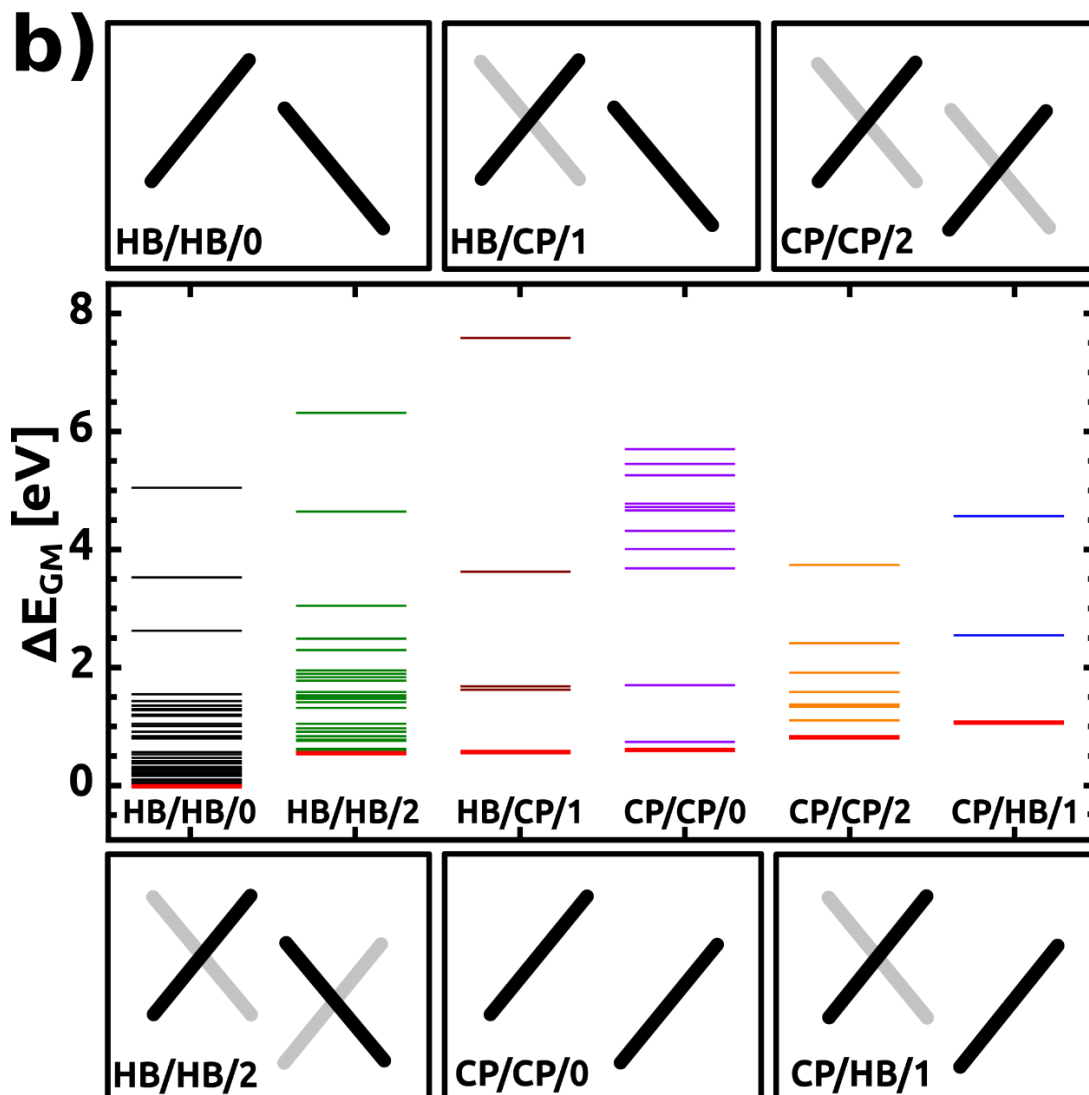 b)
HB/HB/0
HB/CP/1
CP/CP/2
ΔE_GM [eV]
8
6
4
2
0
HB/HB/0 HB/HB/2 HB/CP/1 CP/CP/0 CP/CP/2 CP/HB/1
HB/HB/2
CP/CP/0
CP/HB/1